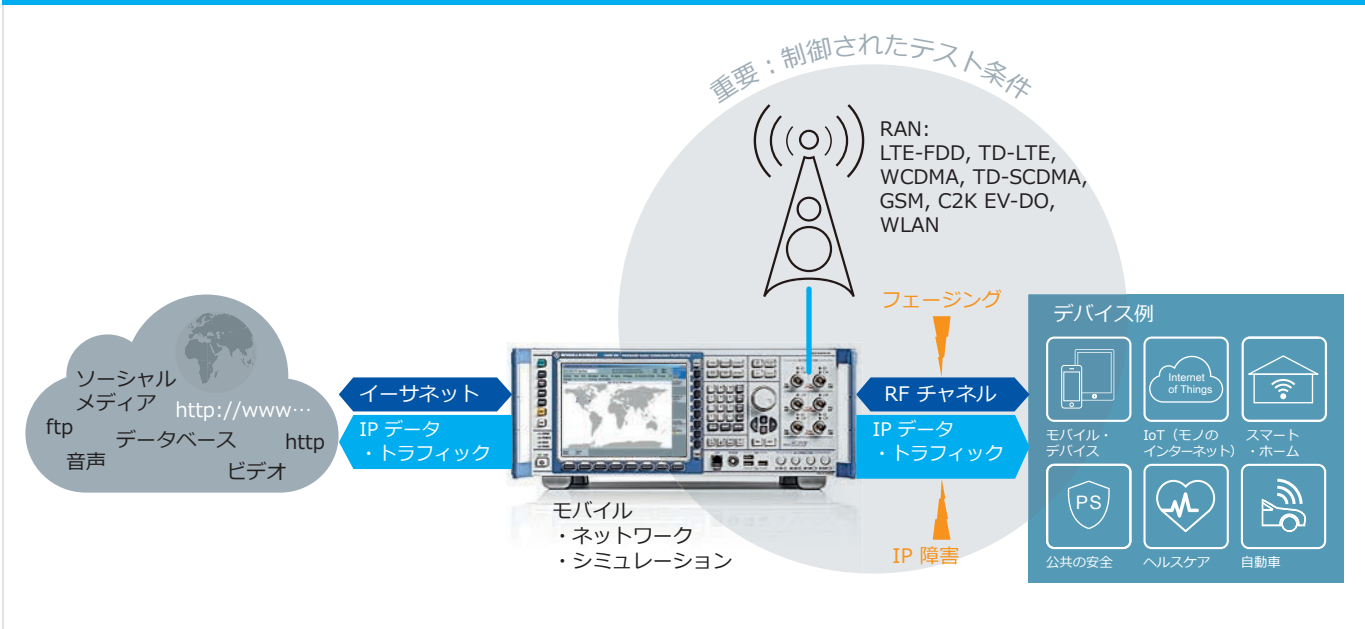 重要：制御されたテスト条件
RAN:
LTE-FDD, TD-LTE,
WCDMA, TD-SCDMA,
GSM, C2K EV-DO,
WLAN
ソーシャル
メディア
http://www…
ftp
データベース
http
音声
ビデオ
イーサネット
IP データ
・トラフィック
モバイル
・ネットワーク
・シミュレーション
フェージング
RF チャネル
IP データ
・トラフィック
IP 障害
デバイス例
Internet
of Things
モバイル・
デバイス
IoT（モノの
インターネット）
スマート
・ホーム
PS
公共の安全
ヘルスケア
自動車